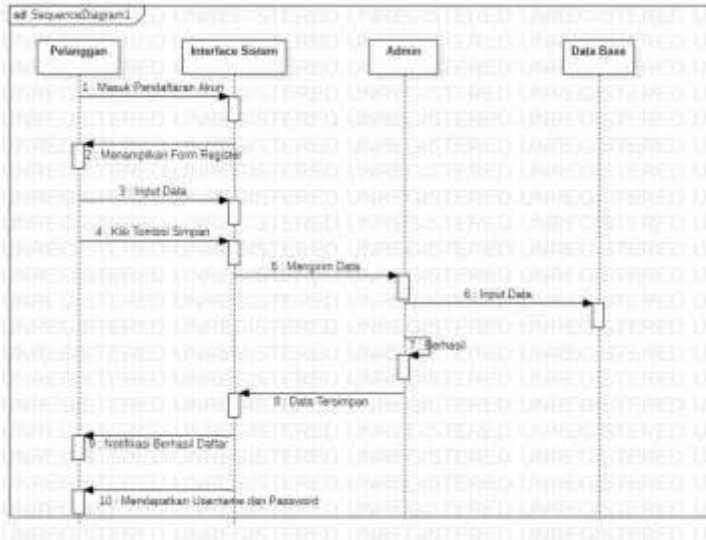 sd SequenceDiagram1
Pelanggan
Interface Sistem
Admin
Data Base
1 : Masuk Pendaftaran Akun
2 : Menampilkan Form Register
3 : Input Data
4 : Klik Tombol Simpan
5 : Mengirim Data
6 : Input Data
7 : Berhasil
8 : Data Tersimpan
9 : Notifikasi Berhasil Daftar
10 : Mendapatkan Username dan Password
UNREGISTERED